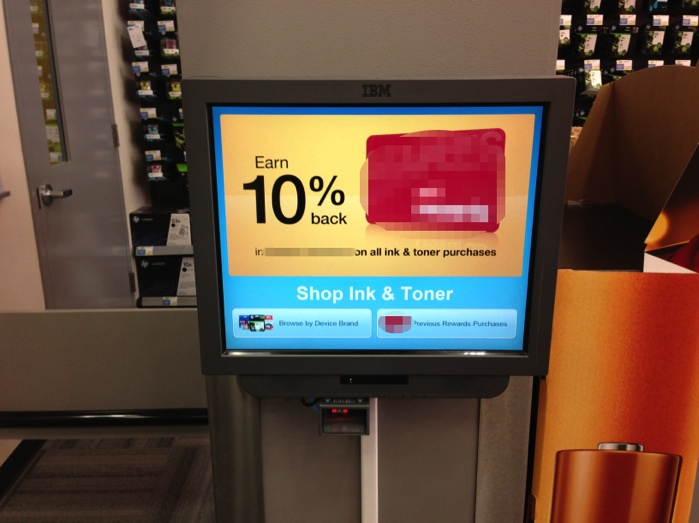 IBM
Earn
10%
back
in
on all ink & toner purchases
Shop Ink & Toner
Browse by Device Brand
Previous Rewards Purchases